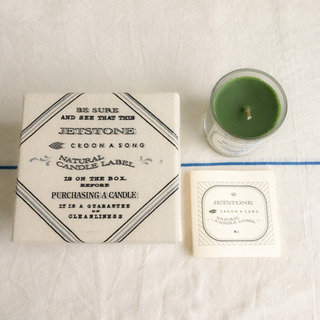 BE SURE
AND SEE THAT THIS
JETSTONE
CROON A SONG
NATURAL
CANDLE LABEL
IS ON THE BOX
BEFORE
PURCHASING A CANDLE
IT IS A GUARANTEE
OF
CLEANLINESS
JETSTONE
CROON A SONG
NATURAL
CANDLE LABEL